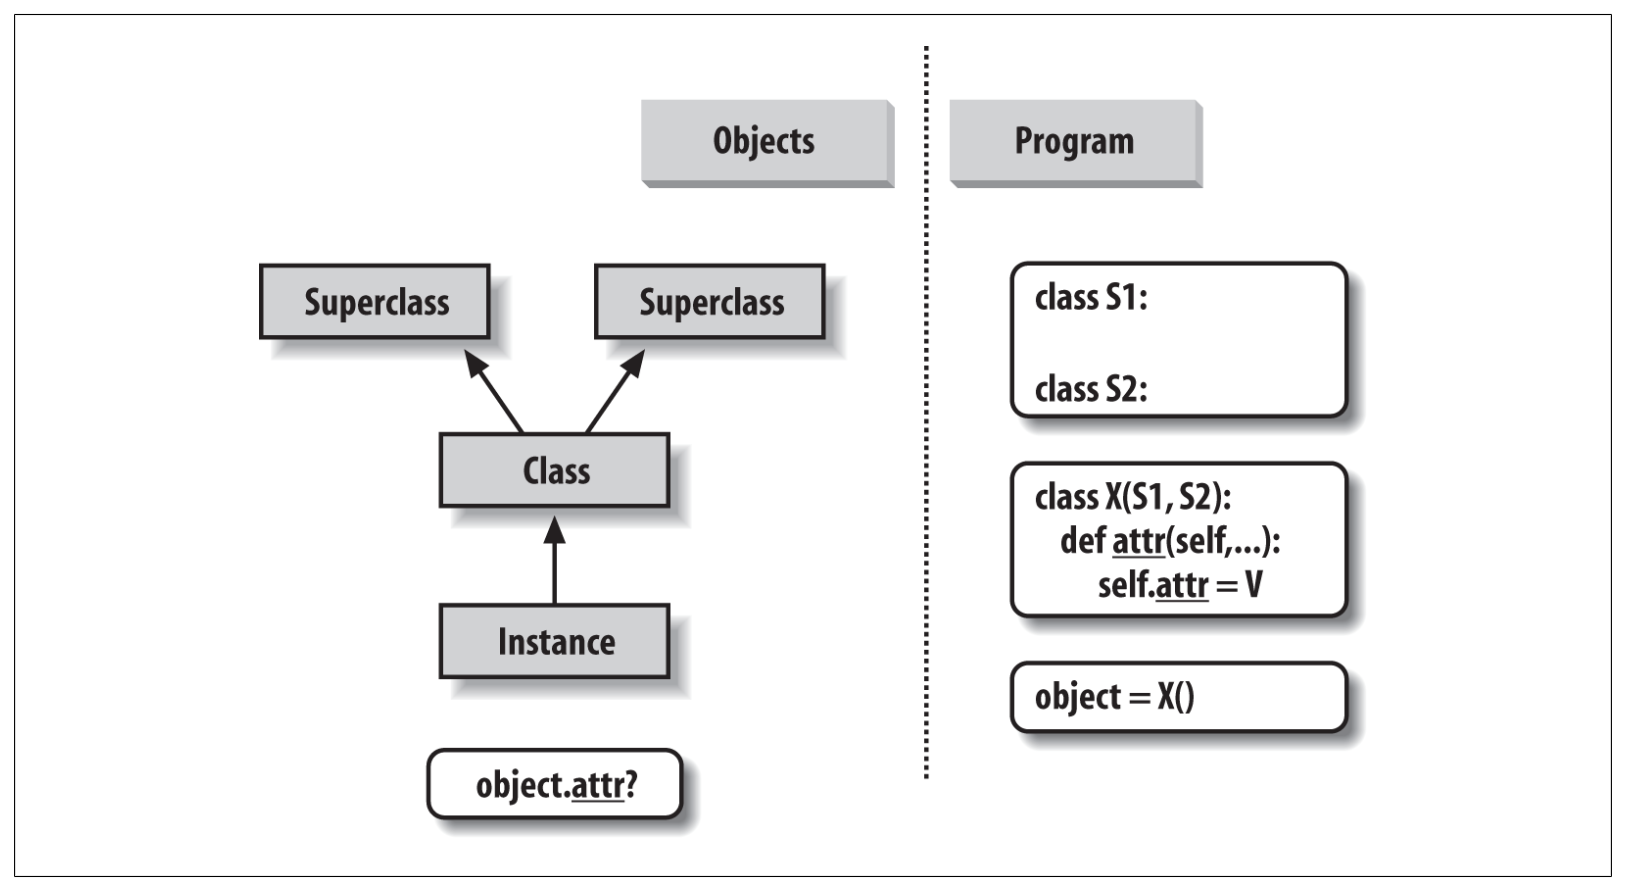 Objects
Program
Superclass
Superclass
Class
Instance
object.attr?
class S1:
class S2:
class X(S1, S2):
def attr(self,...):
self.attr = V
object = X()